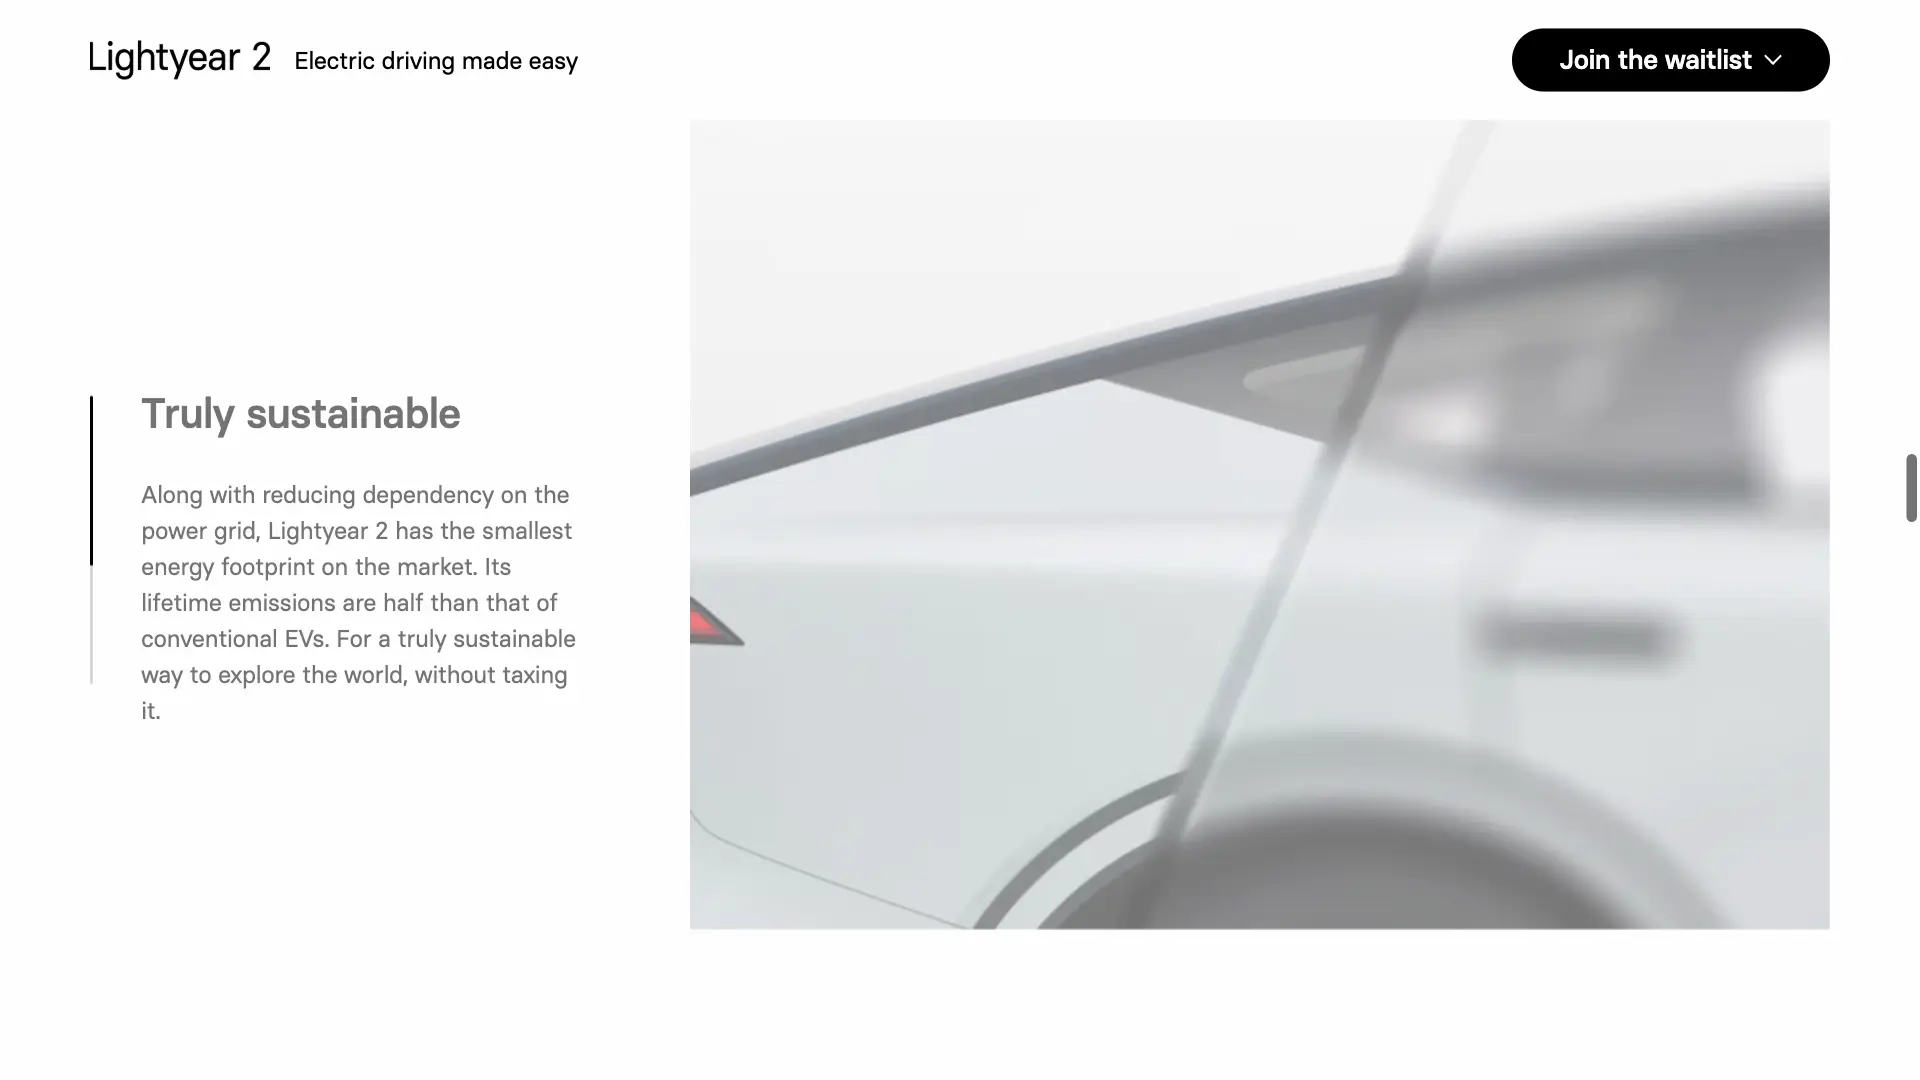 Lightyear 2 Electric driving made easy
Join the waitlist
Truly sustainable
Along with reducing dependency on the
power grid, Lightyear 2 has the smallest
energy footprint on the market. Its
lifetime emissions are half than that of
conventional EVs. For a truly sustainable
way to explore the world, without taxing
it.